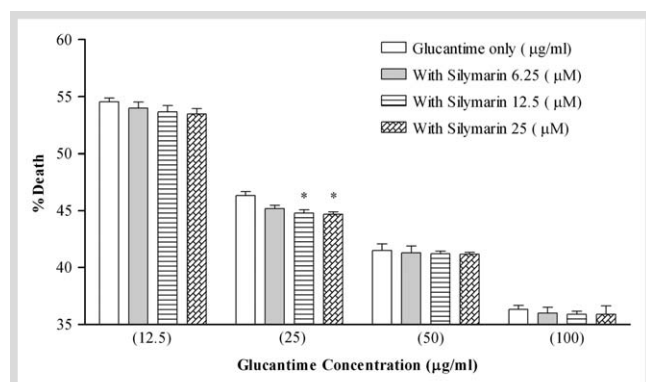 60
55
50
45
40
35
%Death
Glucantime only ( μg/ml)
With Silymarin 6.25 ( μM)
With Silymarin 12.5 ( μM)
With Silymarin 25 ( μM)
* *
(12.5) (25) (50) (100)
Glucantime Concentration (μg/ml)